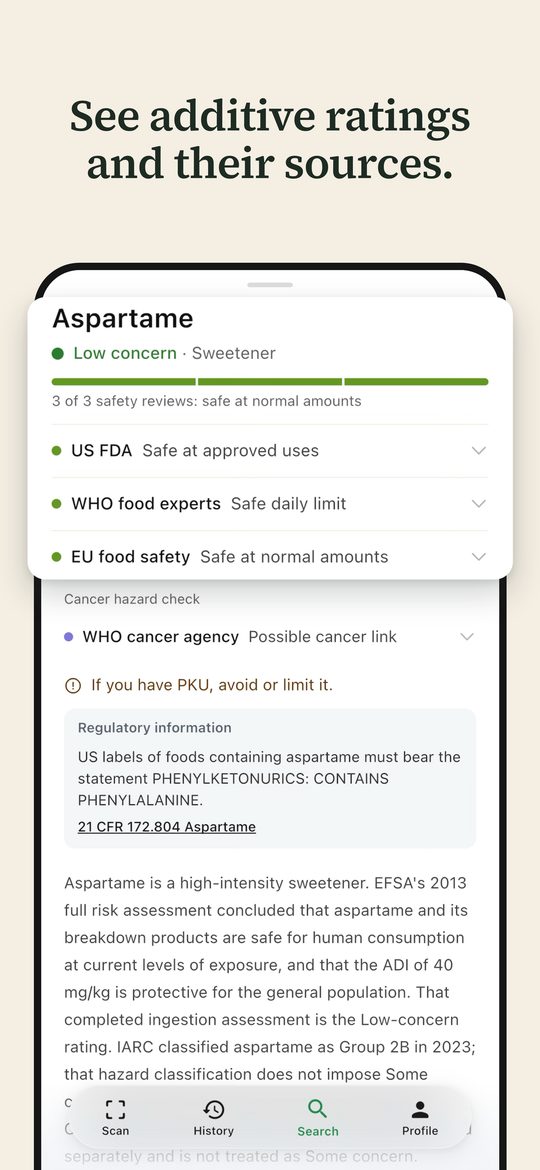 See additive ratings
and their sources.
Aspartame
Low concern · Sweetener
3 of 3 safety reviews: safe at normal amounts
US FDA Safe at approved uses
WHO food experts Safe daily limit
EU food safety Safe at normal amounts
Cancer hazard check
WHO cancer agency Possible cancer link
If you have PKU, avoid or limit it.
Regulatory information
US labels of foods containing aspartame must bear the
statement PHENYLKETONURICS: CONTAINS
PHENYLALANINE.
21 CFR 172.804 Aspartame
Aspartame is a high-intensity sweetener. EFSA's 2013
full risk assessment concluded that aspartame and its
breakdown products are safe for human consumption
at current levels of exposure, and that the ADI of 40
mg/kg is protective for the general population. That
completed ingestion assessment is the Low-concern
rating. IARC classified aspartame as Group 2B in 2023;
that hazard classification does not impose Some
Scan
History
Search
Profile
separately and is not treated as Some concern.